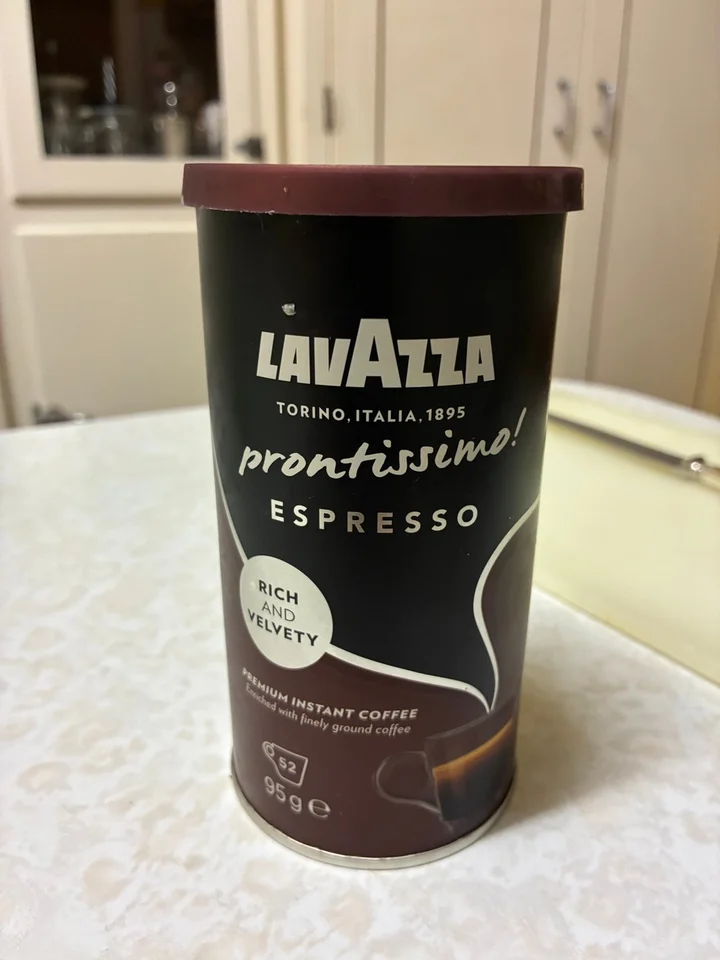 LAVAZZA
TORINO, ITALIA, 1895
prontissimo!
ESPRESSO
RICH
AND
VELVETY
PREMIUM INSTANT COFFEE
Enriched with finely ground coffee
52
95g ℮